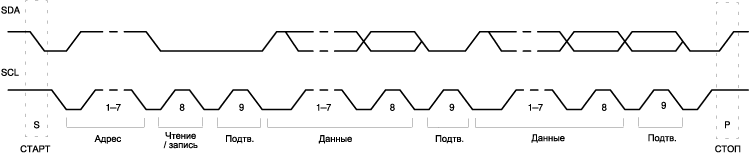 SDA
SCL
1–7 8 9 1–7 8 9 1–7 8 9
S P
СТАРТ Адрес Чтение / запись Подтв. Данные Подтв. Данные Подтв. СТОП